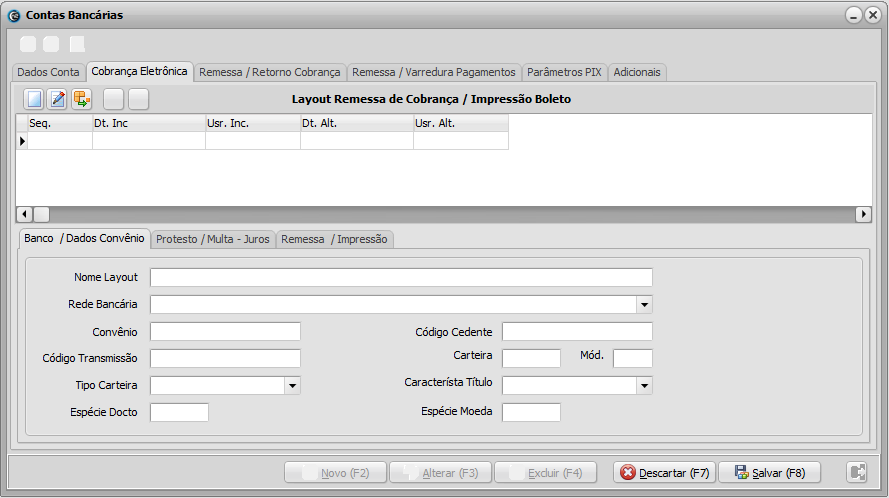 Contas Bancárias
Dados Conta Cobrança Eletrônica Remessa / Retorno Cobrança Remessa / Varredura Pagamentos Parâmetros PIX Adicionais
Layout Remessa de Cobrança / Impressão Boleto
Seq. Dt. Inc Usr. Inc. Dt. Alt. Usr. Alt.
Banco / Dados Convênio Protesto / Multa - Juros Remessa / Impressão
Nome Layout
Rede Bancária
Convênio Código Cedente
Código Transmissão Carteira Mód.
Tipo Carteira Característa Título
Espécie Docto Espécie Moeda
Novo (F2) Alterar (F3) Excluir (F4) Descartar (F7) Salvar (F8)